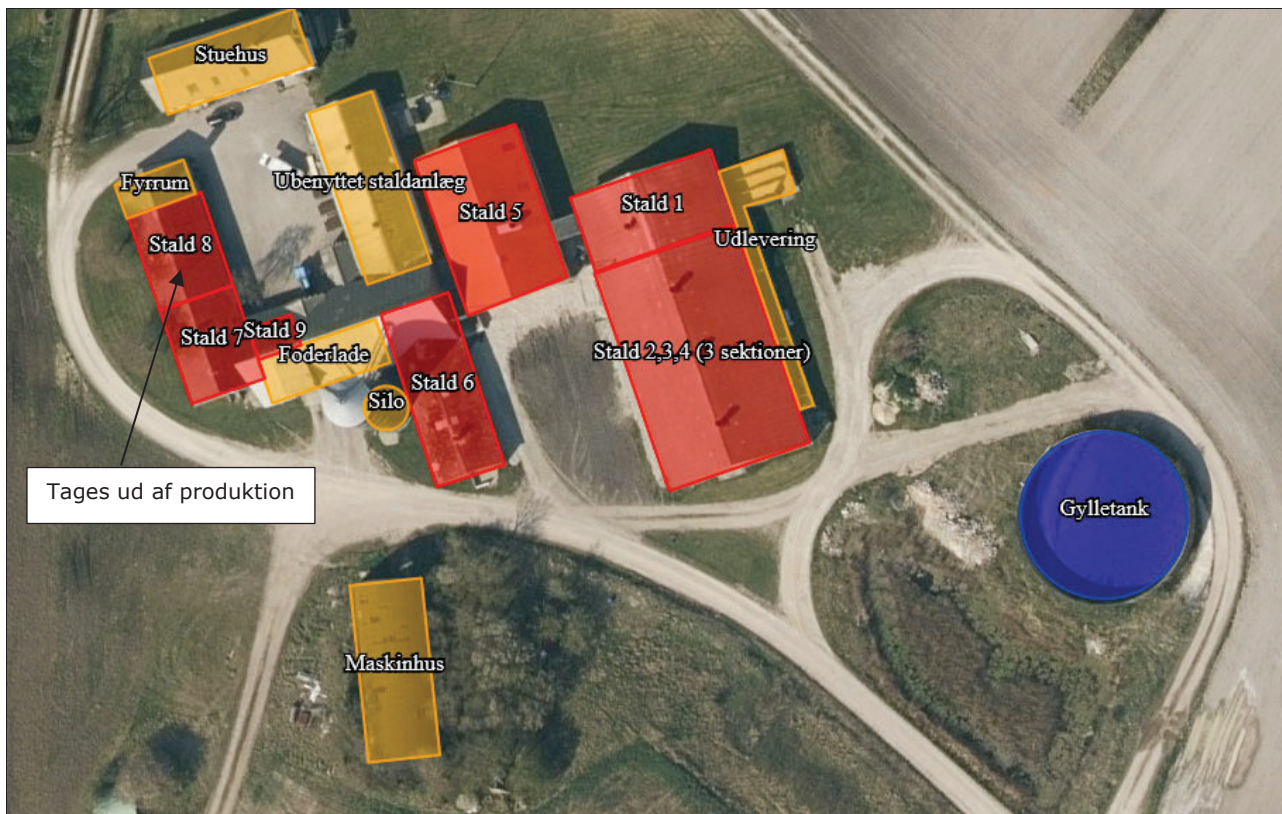 Stuehus
Fyrrum
Ubenyttet staldanlæg
Stald 5
Stald 1
Stald 8
Udlevering
Stald 7
Stald 9
Foderlade
Stald 2,3,4 (3 sektioner)
Stald 6
Silo
Tages ud af produktion
Gylletank
Maskinhus